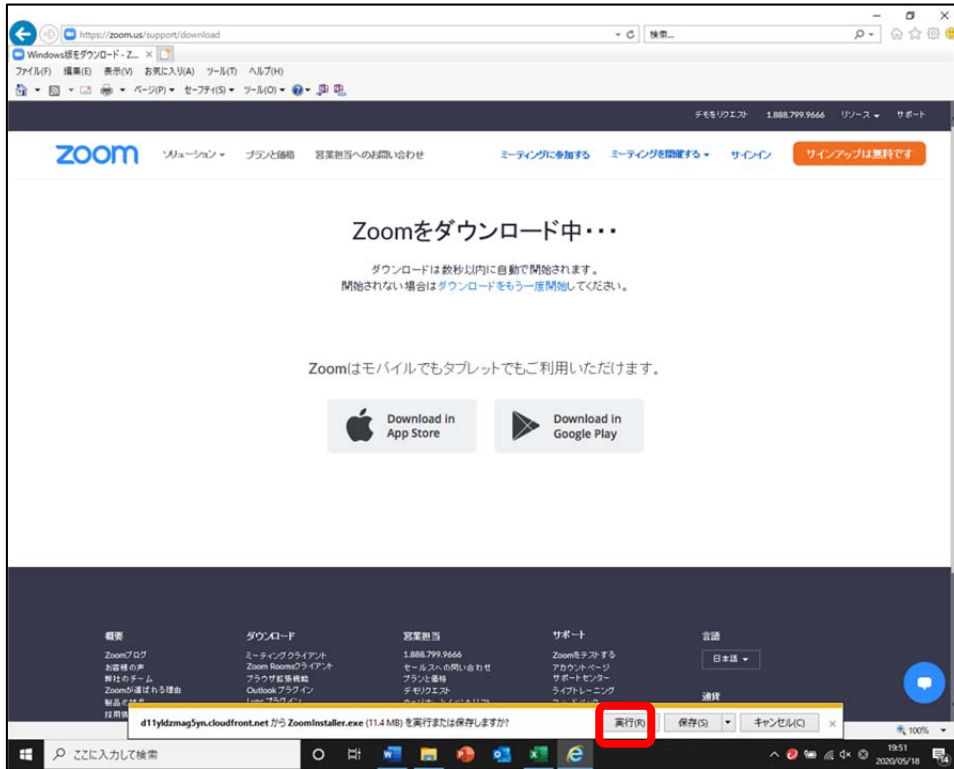 https://zoom.us/support/download
検索...
Windows版をダウンロード - Z...
ファイル(F) 編集(E) 表示(V) お気に入り(A) ツール(T) ヘルプ(H)
ページ(P) セーフティ(S) ツール(O)
デモをリクエスト 1.888.799.9666 リソース サポート
zoom ソリューション プランと価格 営業担当へのお問い合わせ ミーティングに参加する ミーティングを開催する サインイン サインアップは無料です
Zoomをダウンロード中・・・
ダウンロードは数秒以内に自動で開始されます。
開始されない場合はダウンロードをもう一度開始してください。
Zoomはモバイルでもタブレットでもご利用いただけます。
Download in
App Store
Download in
Google Play
概要 ダウンロード 営業担当 サポート 言語
Zoomブログ ミーティングクライアント 1.888.799.9666 Zoomをテストする
お客様の声 Zoom Roomsクライアント セールスへの問い合わせ アカウントページ 日本語
弊社のチーム ブラウザ拡張機能 プランと価格 サポートセンター
Zoomが選ばれる理由 Outlookプラグイン デモリクエスト ライブトレーニング
通貨
d11yldzmag5yn.cloudfront.net から ZoomInstaller.exe (11.4 MB) を実行または保存しますか?
実行(R) 保存(S) キャンセル(C)
100%
ここに入力して検索
19:51
2020/05/18